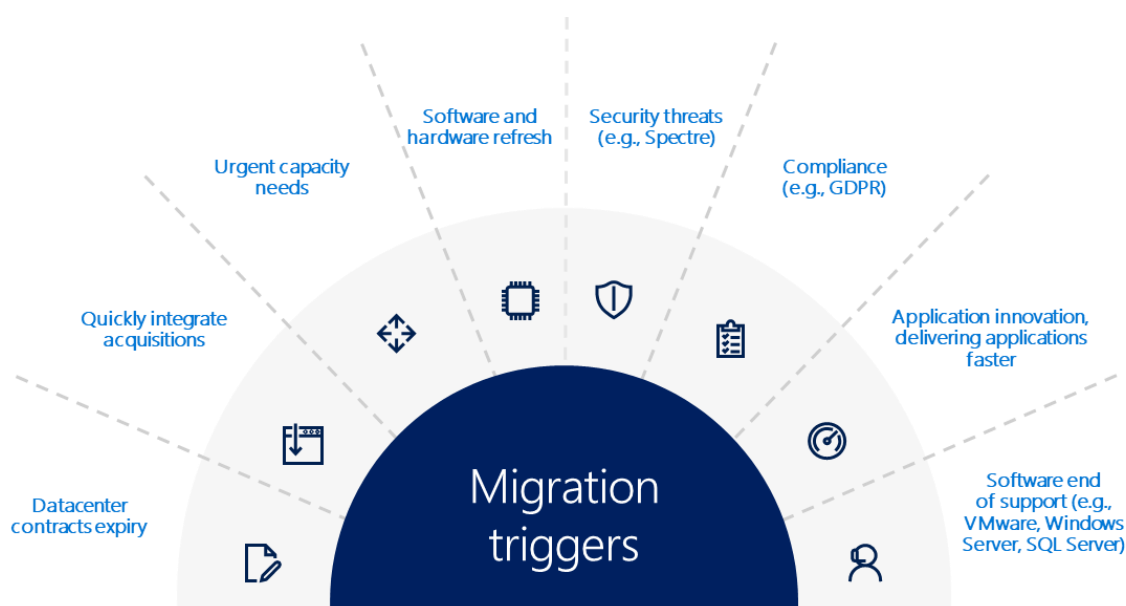 Software and
hardware refresh
Security threats
(e.g., Spectre)
Urgent capacity
needs
Compliance
(e.g., GDPR)
Quickly integrate
acquisitions
Application innovation,
delivering applications
faster
Datacenter
contracts expiry
Software end
of support (e.g.,
VMware, Windows
Server, SQL Server)
Migration
triggers